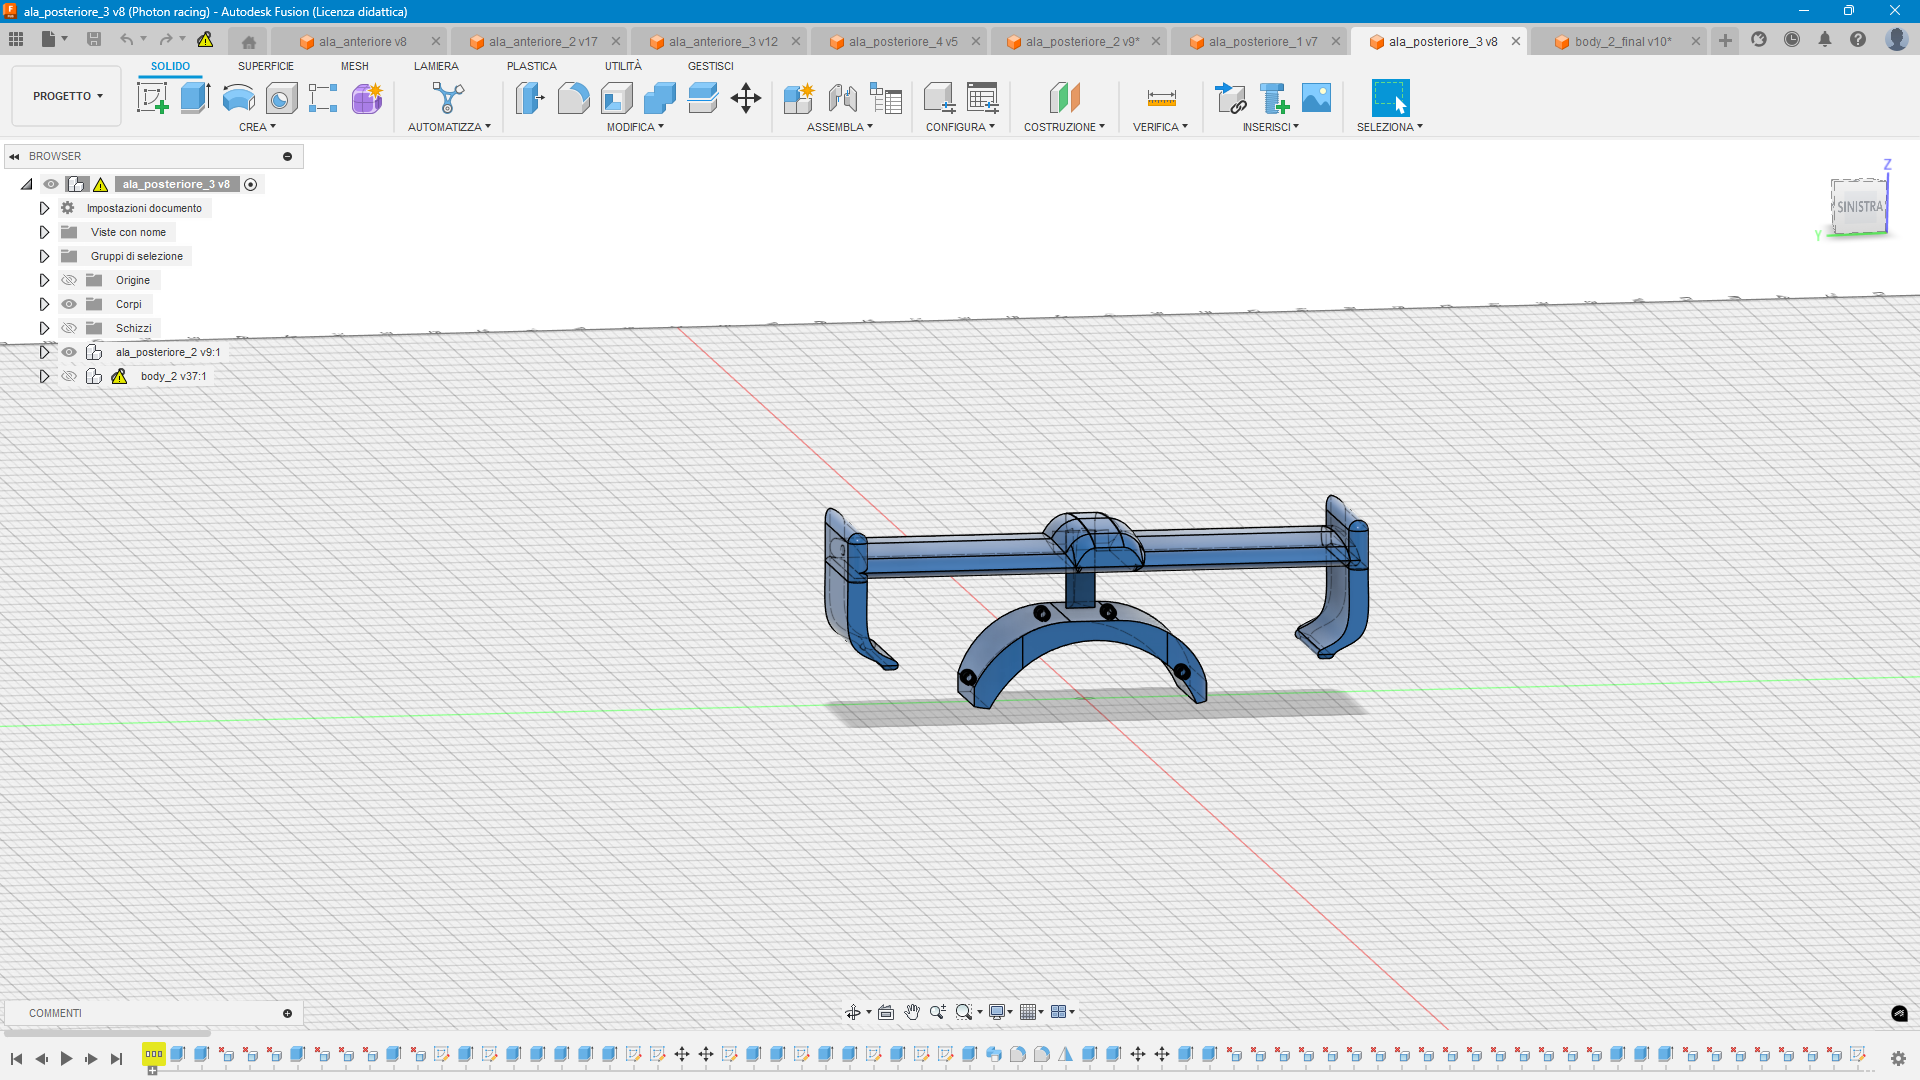 ala_posteriore_3 v8 (Photon racing) - Autodesk Fusion (Licenza didattica)
ala_anteriore v8
ala_anteriore_2 v17
ala_anteriore_3 v12
ala_posteriore_4 v5
ala_posteriore_2 v9*
ala_posteriore_1 v7
ala_posteriore_3 v8
body_2_final v10*
SOLIDO
SUPERFICIE
MESH
LAMIERA
PLASTICA
UTILITÀ
GESTISCI
PROGETTO
CREA
AUTOMATIZZA
MODIFICA
ASSEMBLA
CONFIGURA
COSTRUZIONE
VERIFICA
INSERISCI
SELEZIONA
BROWSER
ala_posteriore_3 v8
Impostazioni documento
Viste con nome
Gruppi di selezione
Origine
Corpi
Schizzi
ala_posteriore_2 v9:1
body_2 v37:1
Z
SINISTRA
Y
COMMENTI